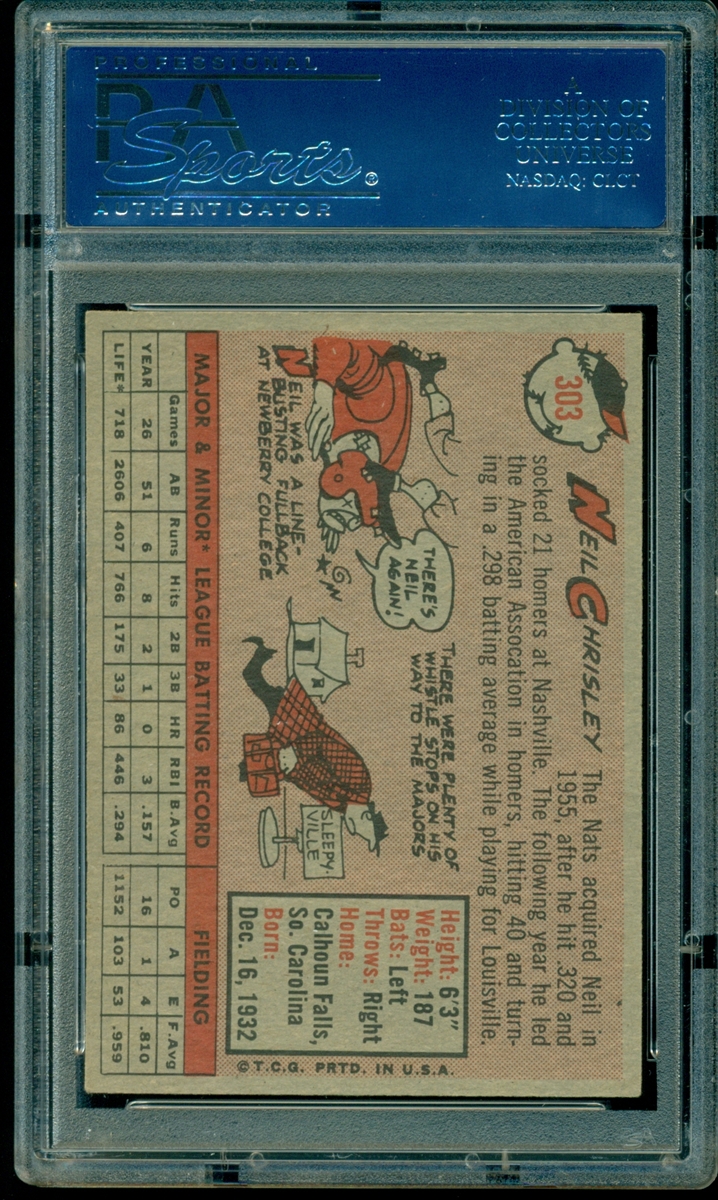 PROFESSIONAL
PSA
Sports®
AUTHENTICATOR
A
DIVISION OF
COLLECTORS
UNIVERSE
NASDAQ: CLCT
303
NEIL CHRISLEY
The Nats acquired Neil in
1955, after he hit .320 and
socked 21 homers at Nashville. The following year he led
the American Assocation in homers, hitting 40 and turn-
ing in a .298 batting average while playing for Louisville.
THERE'S
NEIL
AGAIN!
NEIL WAS A LINE-
BUSTING FULLBACK
AT NEWBERRY COLLEGE
THERE WERE PLENTY OF
WHISTLE STOPS ON HIS
WAY TO THE MAJORS
SLEEPY-
VILLE
Height: 6'3"
Weight: 187
Bats: Left
Throws: Right
Home:
Calhoun Falls,
So. Carolina
Born:
Dec. 16, 1932
MAJOR & MINOR* LEAGUE BATTING RECORD FIELDING
Games AB Runs Hits 2B 3B HR RBI B.Avg PO A E F.Avg
YEAR 26 51 6 8 2 1 0 3 .157 16 1 4 .810
LIFE* 718 2606 407 766 175 33 86 446 .294 1152 103 53 .959
©T.C.G. PRTD. IN U.S.A.